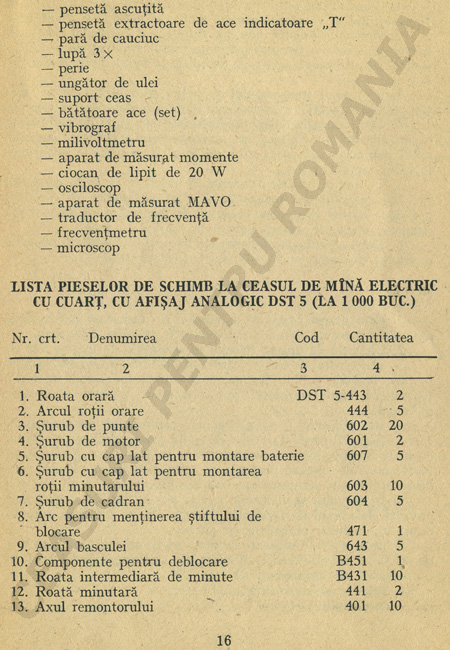 — pensetă ascuțită
— pensetă extractoare de ace indicatoare „T“
— pară de cauciuc
— lupă 3×
— perie
— ungător de ulei
— suport ceas
— bătătoare ace (set)
— vibrograf
— milivoltmetru
— aparat de măsurat momente
— ciocan de lipit de 20 W
— osciloscop
— aparat de măsurat MAVO
— traductor de frecvență
— frecvențmetru
— microscop
LISTA PIESELOR DE SCHIMB LA CEASUL DE MÎNĂ ELECTRIC
CU CUARȚ, CU AFIȘAJ ANALOGIC DST 5 (LA 1 000 BUC.)
Nr. crt. Denumirea Cod Cantitatea
1 2 3 4
1. Roata orară DST 5-443 2
2. Arcul roții orare 444 5
3. Șurub de punte 602 20
4. Șurub de motor 601 2
5. Șurub cu cap lat pentru montare baterie 607 5
6. Șurub cu cap lat pentru montarea
roții minutarului 603 10
7. Șurub de cadran 604 5
8. Arc pentru menținerea știftului de
blocare 471 1
9. Arcul basculei 643 5
10. Componente pentru deblocare B451 1
11. Roata intermediară de minute B431 10
12. Roată minutară 441 2
13. Axul remontorului 401 10
16